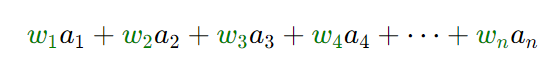 w₁a₁ + w₂a₂ + w₃a₃ + w₄a₄ + ⋯ + wₙaₙ